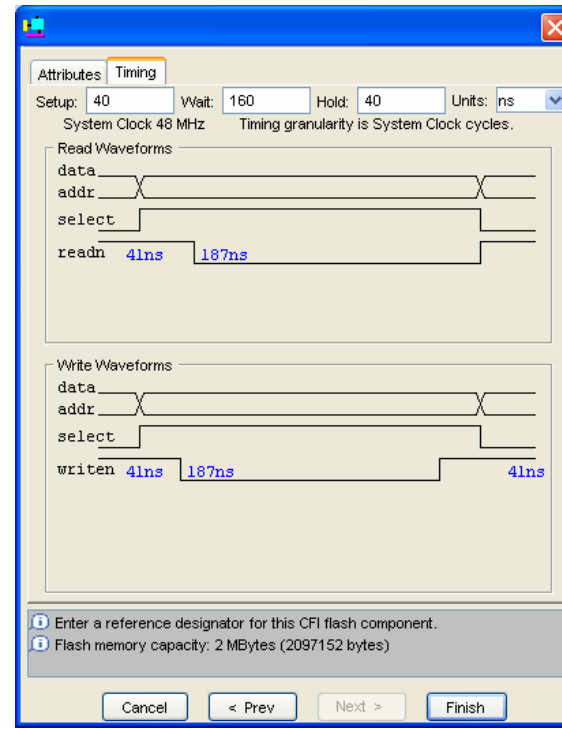 Attributes Timing
Setup: 40 Wait: 160 Hold: 40 Units: ns
System Clock 48 MHz Timing granularity is System Clock cycles.
Read Waveforms
data
addr
select
readn 41ns 187ns
Write Waveforms
data
addr
select
writen 41ns 187ns 41ns
Enter a reference designator for this CFI flash component.
Flash memory capacity: 2 MBytes (2097152 bytes)
Cancel < Prev Next > Finish